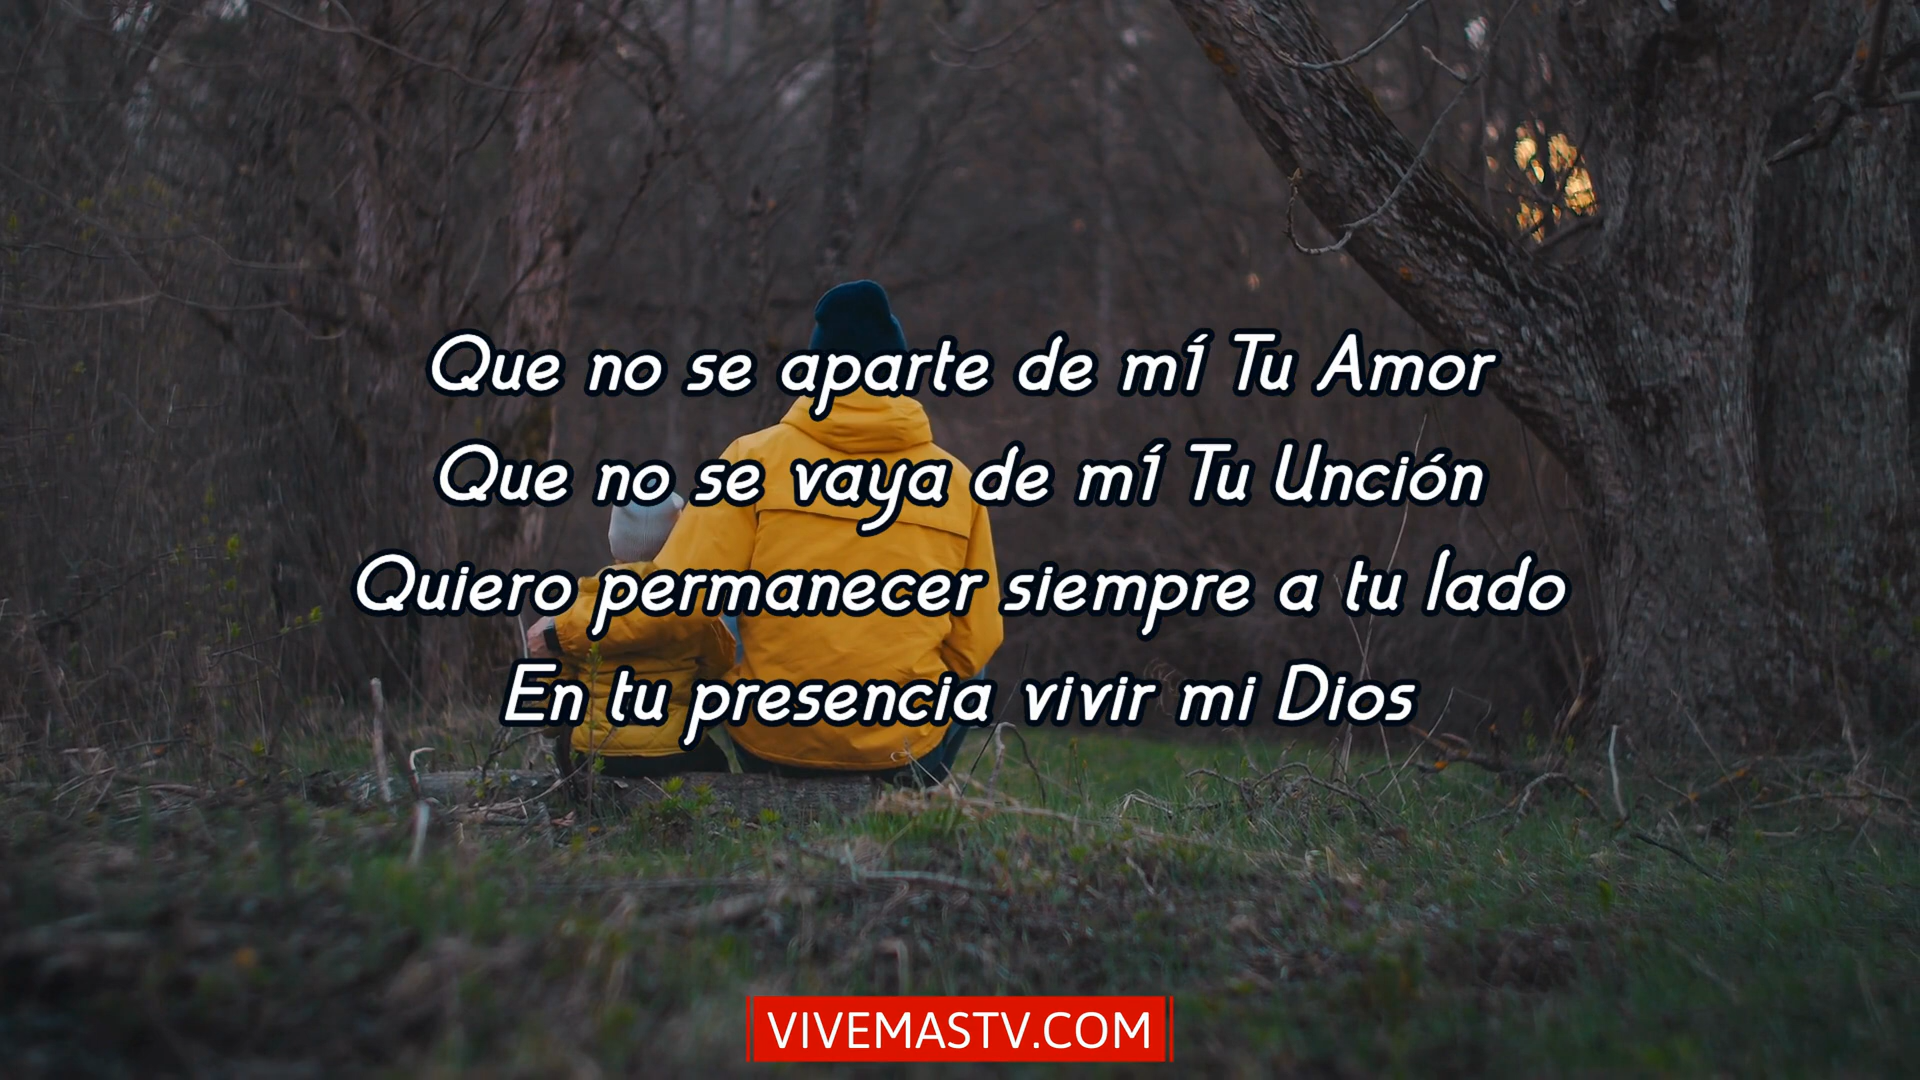 Que no se aparte de mí Tu Amor
Que no se vaya de mí Tu Unción
Quiero permanecer siempre a tu lado
En tu presencia vivir mi Dios
VIVEMASTV.COM